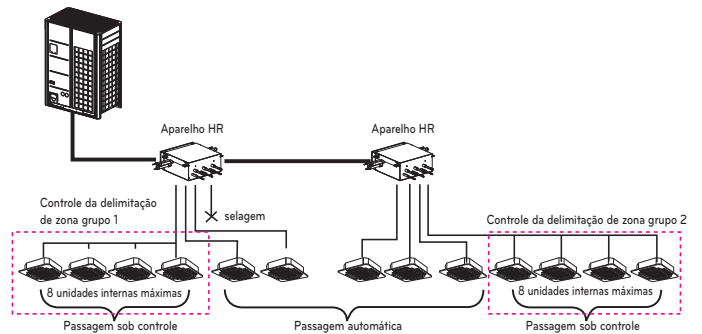 Aparelho HR
Aparelho HR
Controle da delimitação
de zona grupo 1
selagem
Controle da delimitação de zona grupo 2
8 unidades internas máximas
8 unidades internas máximas
Passagem sob controle
Passagem automática
Passagem sob controle